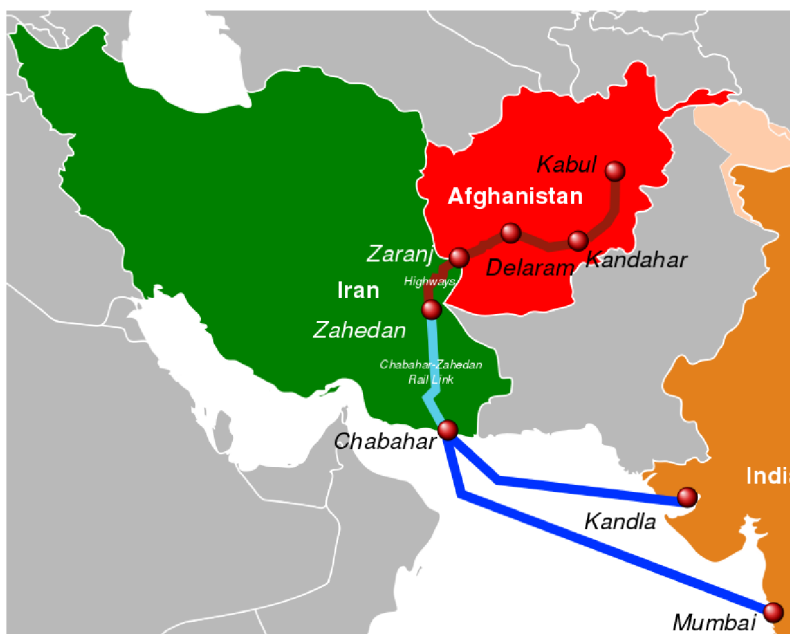 Kabul
Afghanistan
Zaranj
Delaram
Kandahar
Highways
Iran
Zahedan
Chabahar-Zahedan
Rail Link
Chabahar
Indi
Kandla
Mumbai